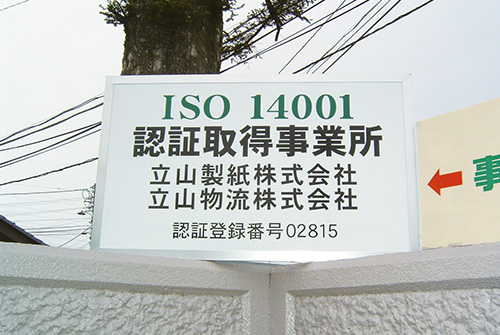 ISO 14001
認証取得事業所
立山製紙株式会社
立山物流株式会社
認証登録番号02815
事